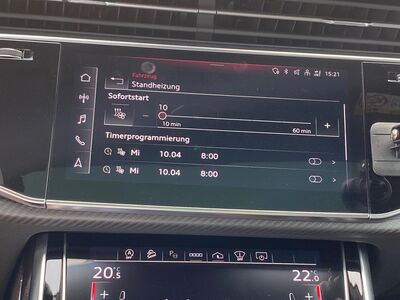 Fahrzeug
15:21
Standheizung
Sofortstart
10
− +
10 min 60 min
Timerprogrammierung
Mi 10.04 8:00 >
Mi 10.04 8:00 >
20.5 °C 22.0 °C
+ +